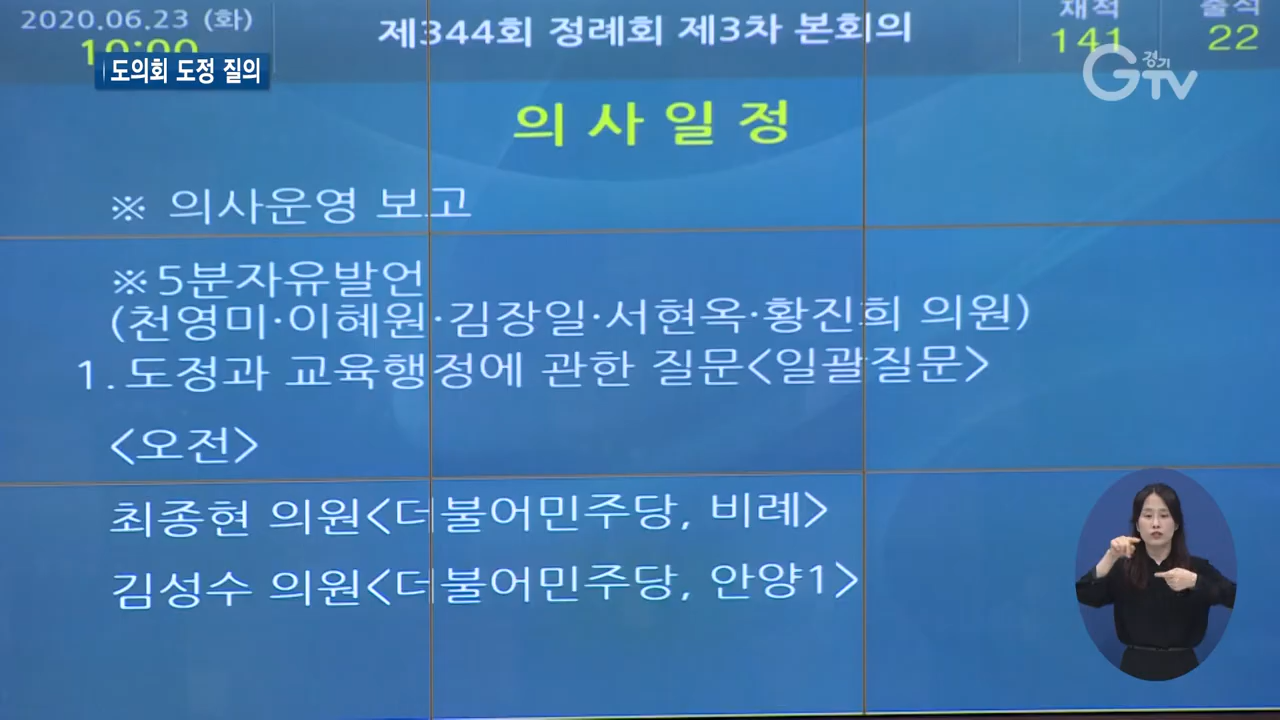 2020.06.23 (화)
제344회 정례회 제3차 본회의
재적
출석
141
22
도의회 도정 질의
경기
GTV
의사일정
※ 의사운영 보고
※5분자유발언
(천영미·이혜원·김장일·서현옥·황진희 의원)
1.도정과 교육행정에 관한 질문<일괄질문>
<오전>
최종현 의원<더불어민주당, 비례>
김성수 의원<더불어민주당, 안양1>